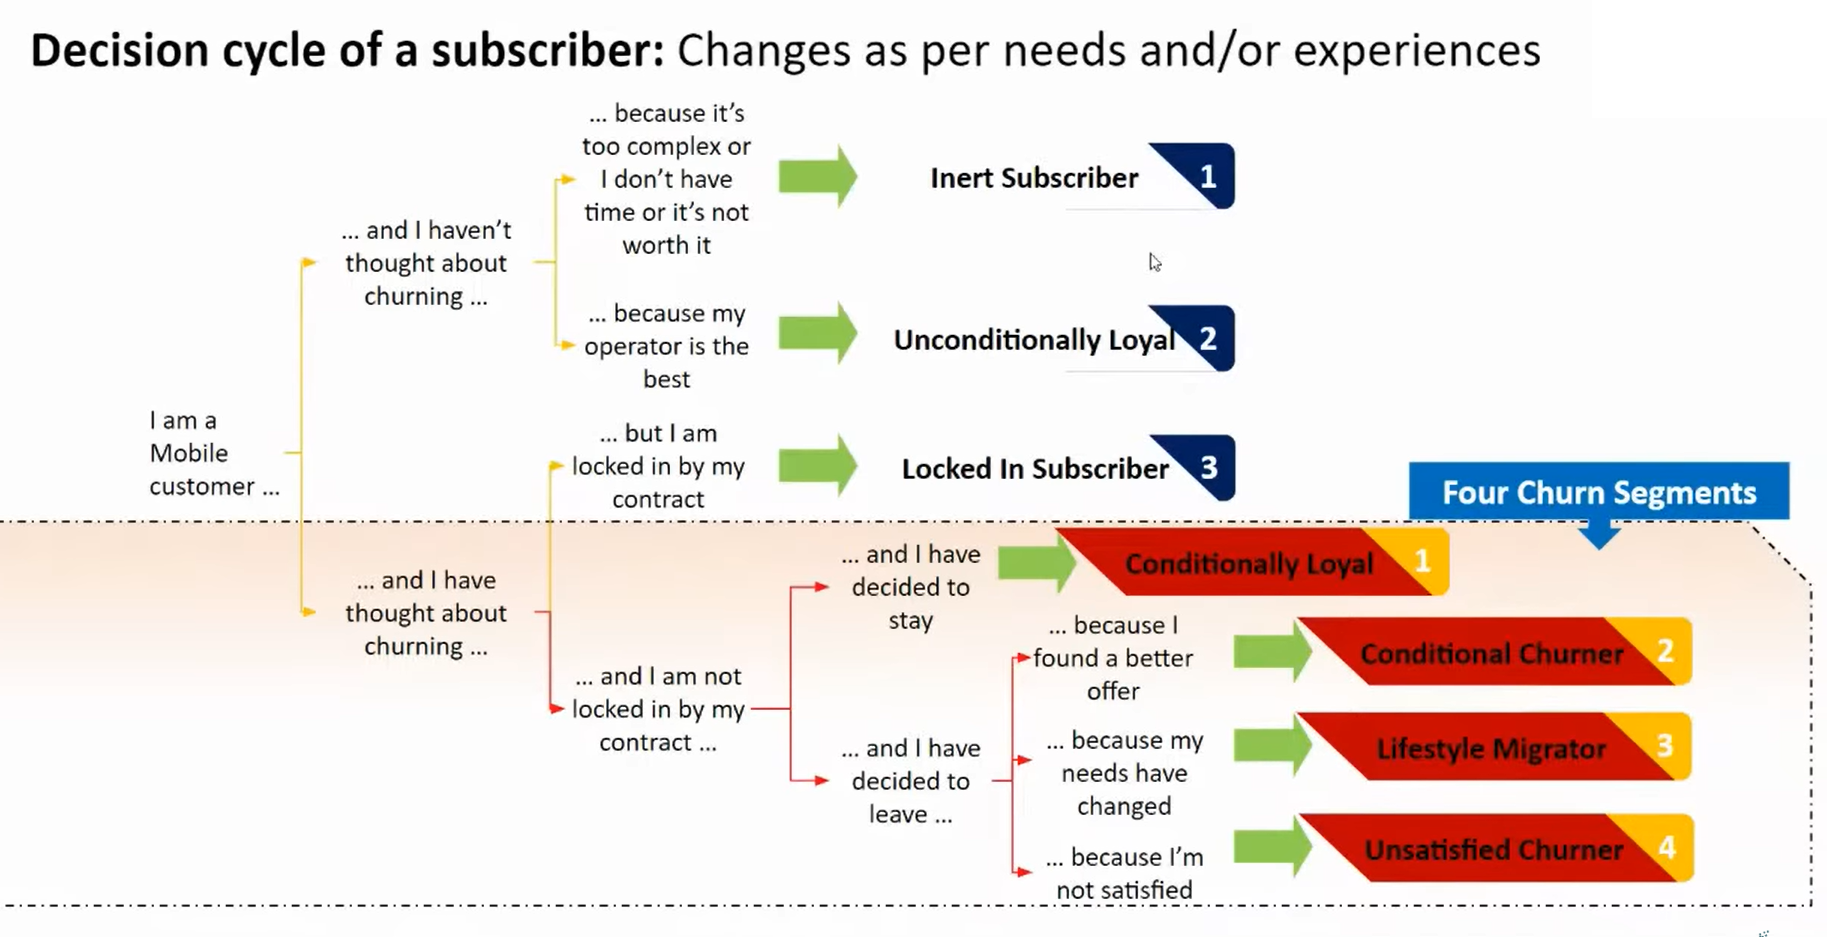 Decision cycle of a subscriber: Changes as per needs and/or experiences
... because it's
too complex or
I don't have
time or it's not
worth it
Inert Subscriber
1
... and I haven't
thought about
churning ...
... because my
operator is the
best
Unconditionally Loyal
2
I am a
Mobile
customer ...
... but I am
locked in by my
contract
Locked In Subscriber
3
Four Churn Segments
... and I have
thought about
churning ...
... and I have
decided to
stay
Conditionally Loyal
1
... and I am not
locked in by my
contract ...
... and I have
decided to
leave ...
... because I
found a better
offer
Conditional Churner
2
... because my
needs have
changed
Lifestyle Migrator
3
... because I'm
not satisfied
Unsatisfied Churner
4